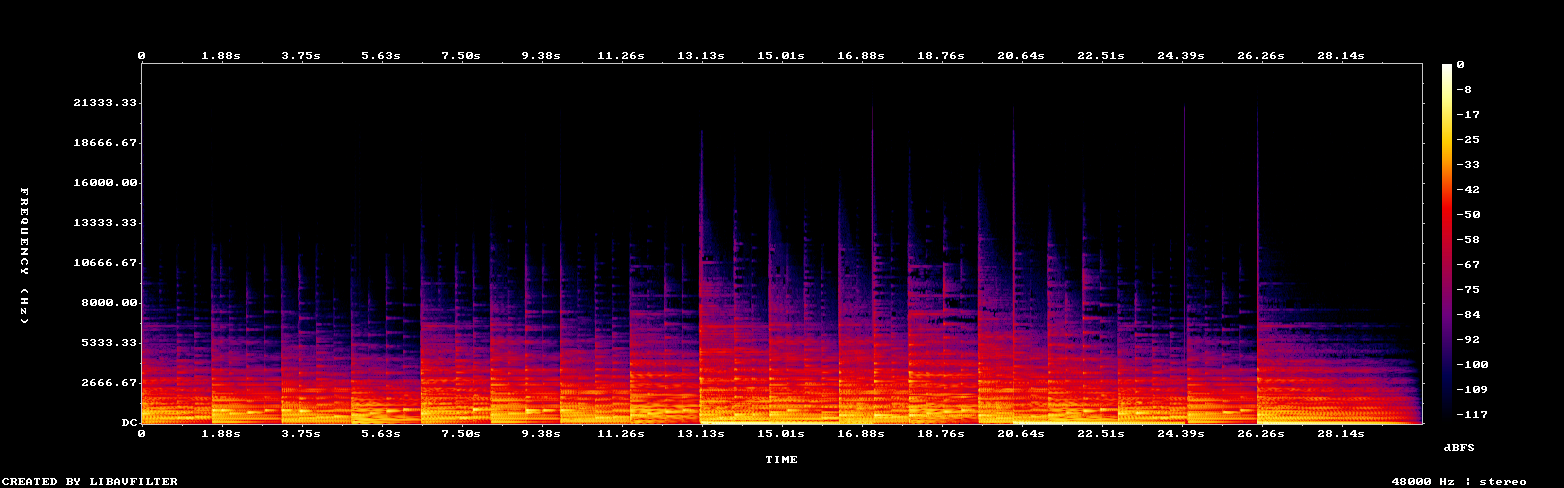 0 1.88s 3.75s 5.63s 7.50s 9.38s 11.26s 13.13s 15.01s 16.88s 18.76s 20.64s 22.51s 24.39s 26.26s 28.14s
21333.33
18666.67
16000.00
13333.33
10666.67
8000.00
5333.33
2666.67
DC
FREQUENCY (Hz)
0
-8
-17
-25
-33
-42
-50
-58
-67
-75
-84
-92
-100
-109
-117
dBFS
0 1.88s 3.75s 5.63s 7.50s 9.38s 11.26s 13.13s 15.01s 16.88s 18.76s 20.64s 22.51s 24.39s 26.26s 28.14s
TIME
CREATED BY LIBAVFILTER
48000 Hz | stereo